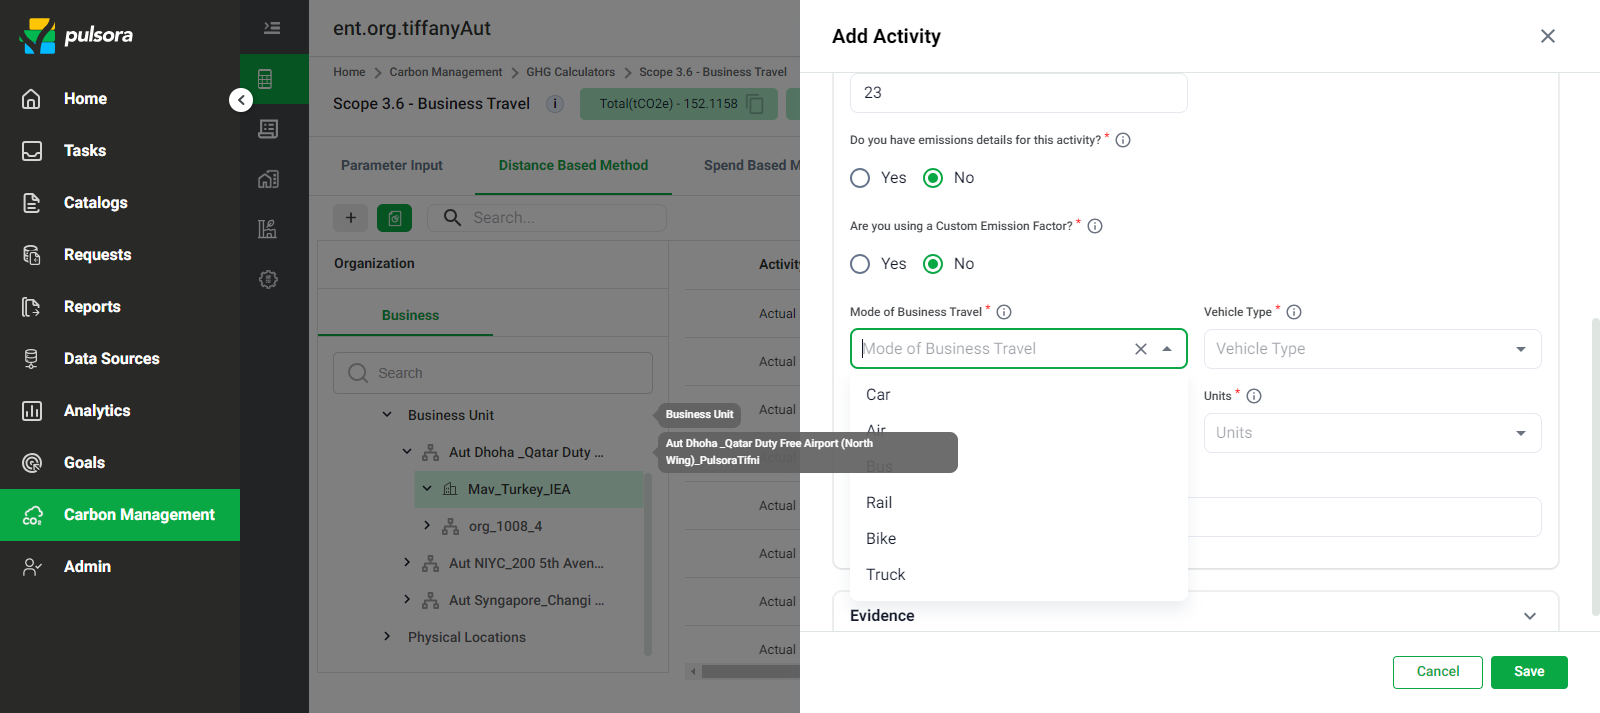 pulsora
Home
Tasks
Catalogs
Requests
Reports
Data Sources
Analytics
Goals
Carbon Management
Admin
ent.org.tiffanyAut
Home > Carbon Management > GHG Calculators > Scope 3.6 - Business Travel
Scope 3.6 - Business Travel i Total(tCO2e) - 152.1158
Parameter Input Distance Based Method Spend Based M
+ Search...
Organization
Business
Search
Business Unit
Aut Dhoha _Qatar Duty ...
Mav_Turkey_IEA
org_1008_4
Aut NIYC_200 5th Aven...
Aut Syngapore_Changi ...
Physical Locations
Business Unit
Aut Dhoha _Qatar Duty Free Airport (North
Wing)_PulsoraTifni
Activity
Actual
Actual
Actual
Actual
Actual
Actual
Actual
Actual
Add Activity
23
Do you have emissions details for this activity? *
Yes No
Are you using a Custom Emission Factor? *
Yes No
Mode of Business Travel * Vehicle Type *
Mode of Business Travel Vehicle Type
Car
Air
Bus
Rail
Bike
Truck
Units *
Units
Evidence
Cancel Save